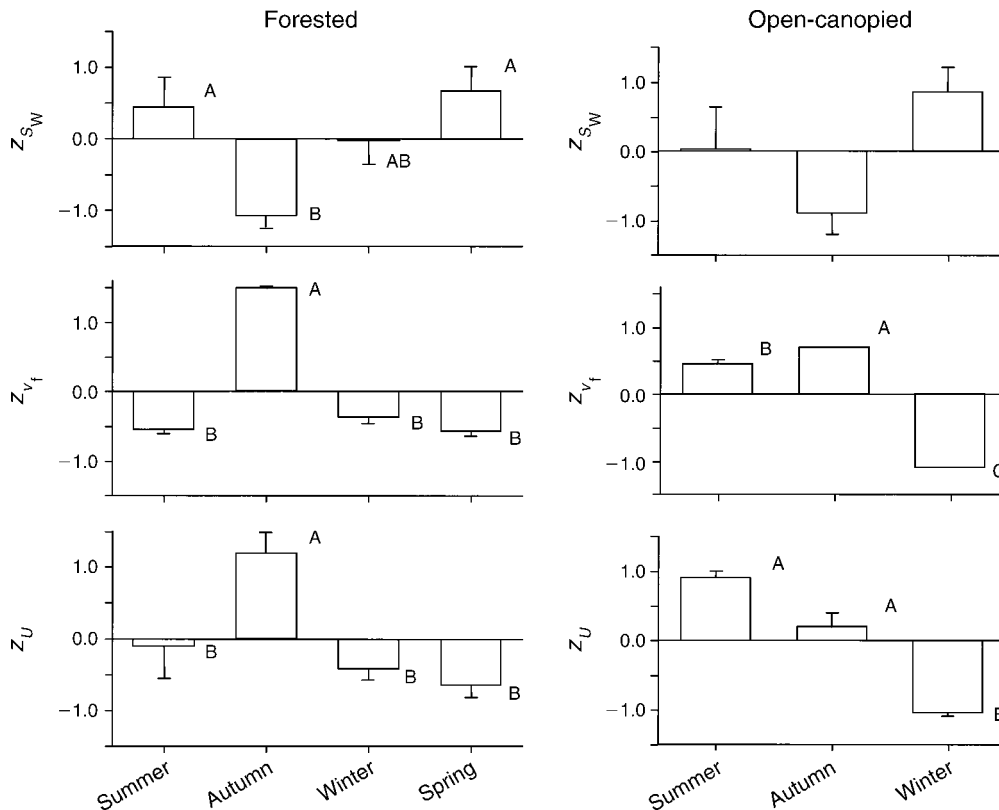 Forested
Open-canopied
1.0
0.0
−1.0
z_{S_W}
A
B
AB
A
1.0
0.0
−1.0
z_{S_W}
1.0
0.0
−1.0
z_{v_f}
B
A
B
B
1.0
0.0
−1.0
z_{v_f}
B
A
1.0
0.0
−1.0
z_U
B
A
B
B
1.0
0.0
−1.0
z_U
A
A
Summer
Autumn
Winter
Spring
Summer
Autumn
Winter